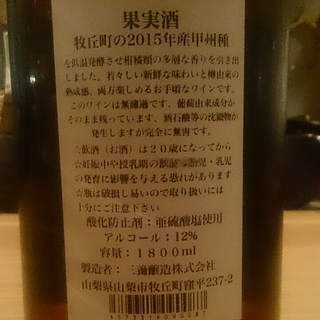 果実酒
牧丘町の2015年産甲州種
を低温発酵させ柑橘類の多層な香りを引き出
しました。若々しい新鮮な味わいと樽由来の
熟成感、両方楽しめるお手頃なワインです。
このワインは無濾過です、葡萄由来成分が
そのまま残っています、酒石酸等の沈澱物が
発生しますが完全に無害です。
☆飲酒（お酒）は２０歳になってから
☆妊娠中や授乳期の飲酒は胎児・乳児
の発育に影響を与える恐れがあります
☆瓶は破損し易いので取り扱いには
十分にご注意下さい
酸化防止剤：亜硫酸塩使用
アルコール：12%
容量：１８００ml
製造者：三養醸造株式会社
山梨県山梨市牧丘町窪平237-2